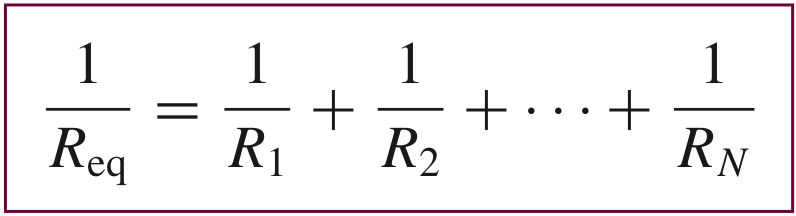 1/R_eq = 1/R_1 + 1/R_2 + · · · + 1/R_N